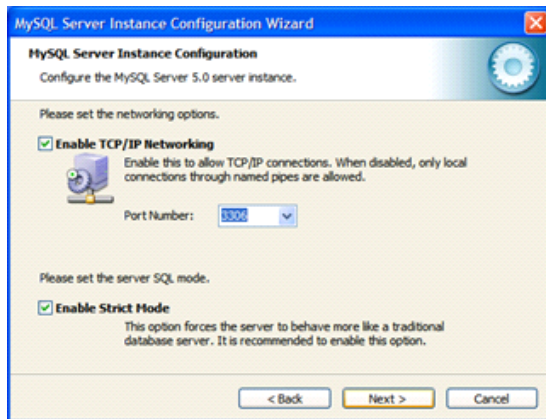 MySQL Server Instance Configuration Wizard
MySQL Server Instance Configuration
Configure the MySQL Server 5.0 server instance.
Please set the networking options.
Enable TCP/IP Networking
Enable this to allow TCP/IP connections. When disabled, only local
connections through named pipes are allowed.
Port Number: 3306
Please set the server SQL mode.
Enable Strict Mode
This option forces the server to behave more like a traditional
database server. It is recommended to enable this option.
< Back Next > Cancel